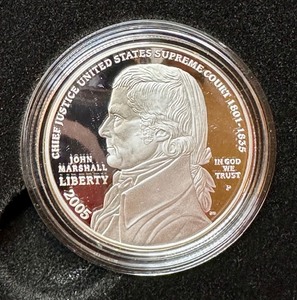 CHIEF JUSTICE UNITED STATES SUPREME COURT 1801-1835
JOHN
MARSHALL
LIBERTY
2005
IN GOD
WE
TRUST
P